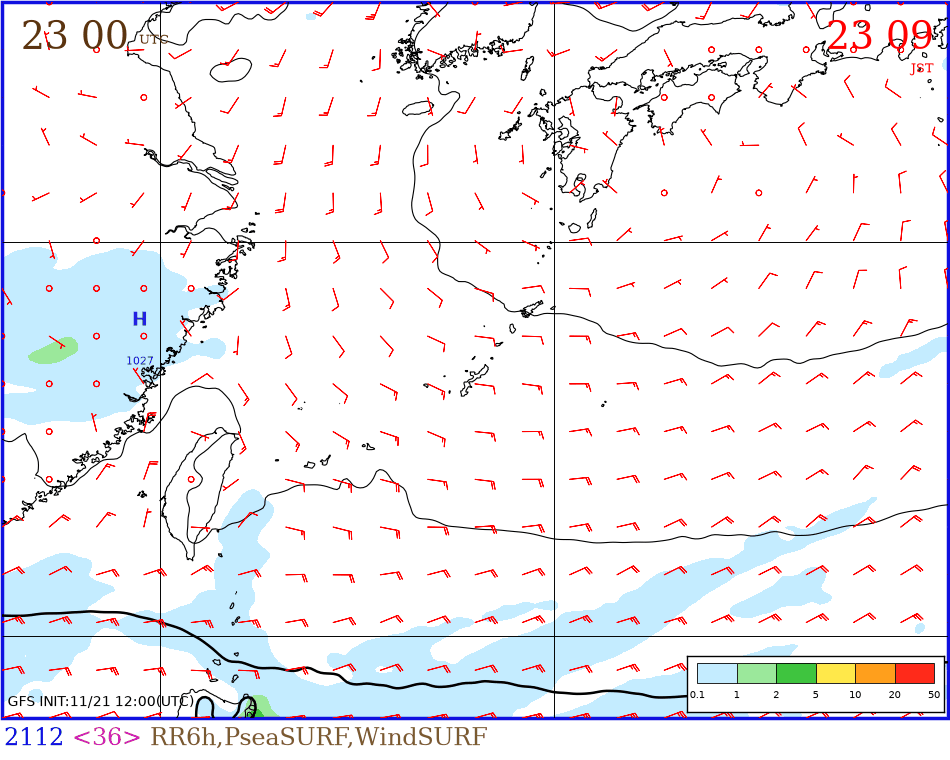 23 00 UTC
23 09
JST
H
1027
0.1 1 2 5 10 20 50
GFS INIT:11/21 12:00(UTC)
2112 <36> RR6h,PseaSURF,WindSURF